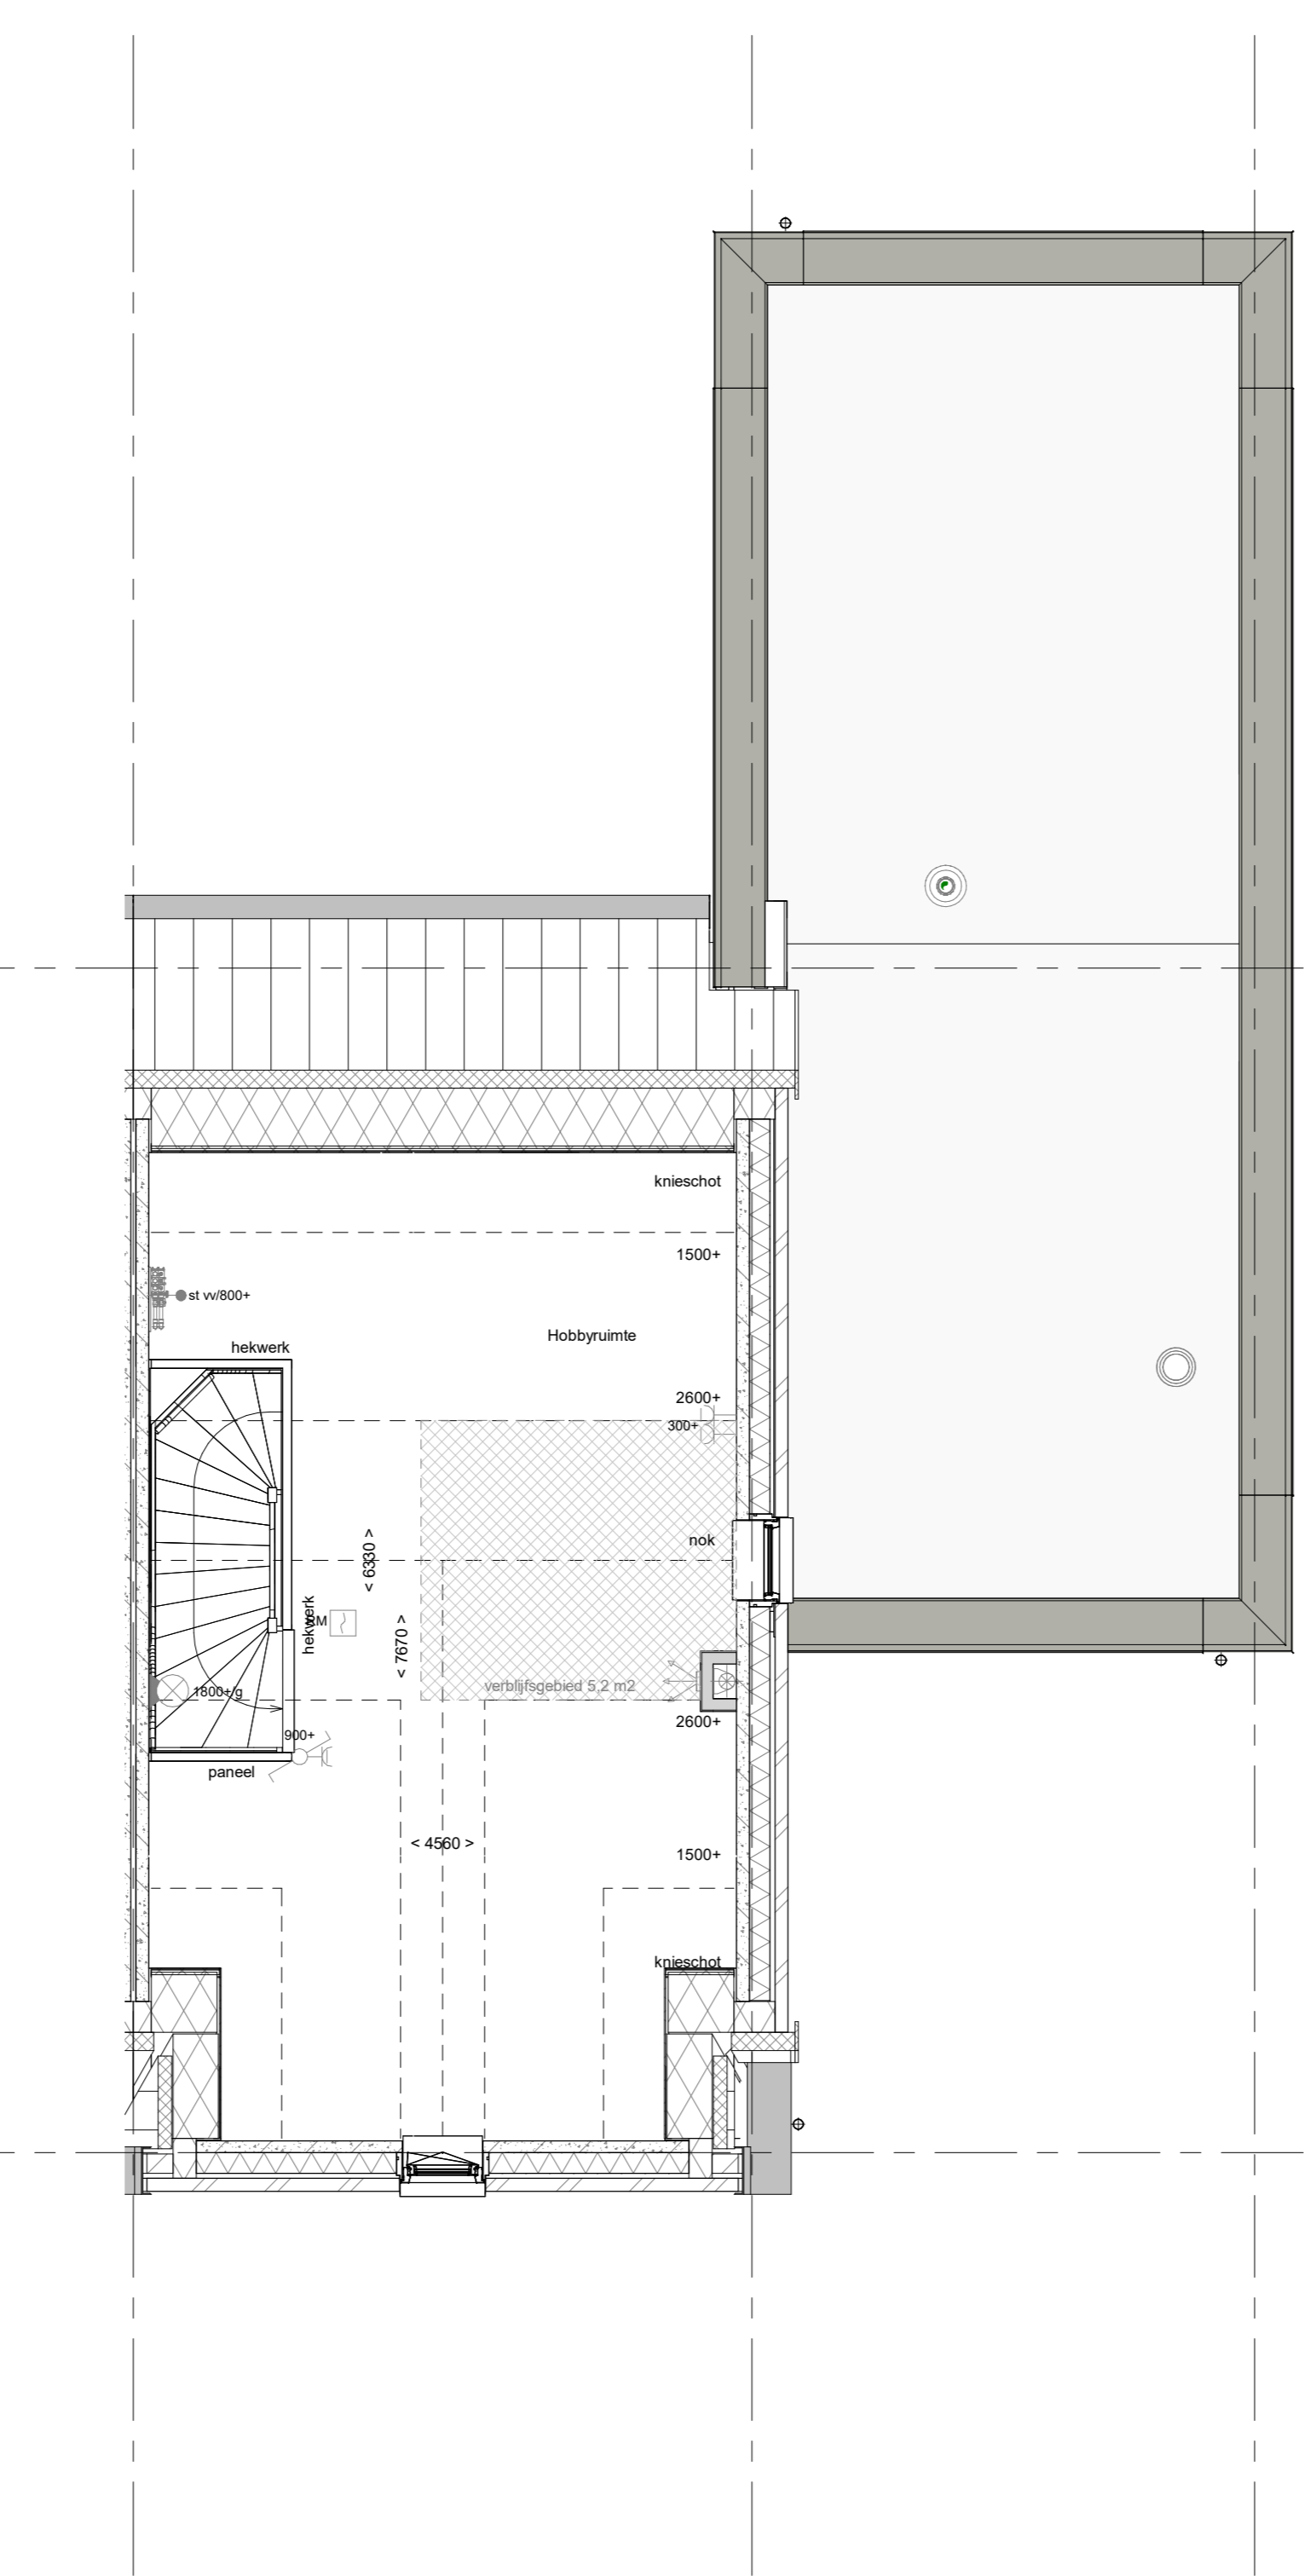 knieschot
1500+
st vv/800+
Hobbyruimte
hekwerk
2600+
300+
nok
< 6330 >
hekwerk
< 7670 >
verblijfsgebied 5,2 m2
1800+/g
2600+
900+
paneel
< 4560 >
1500+
knieschot